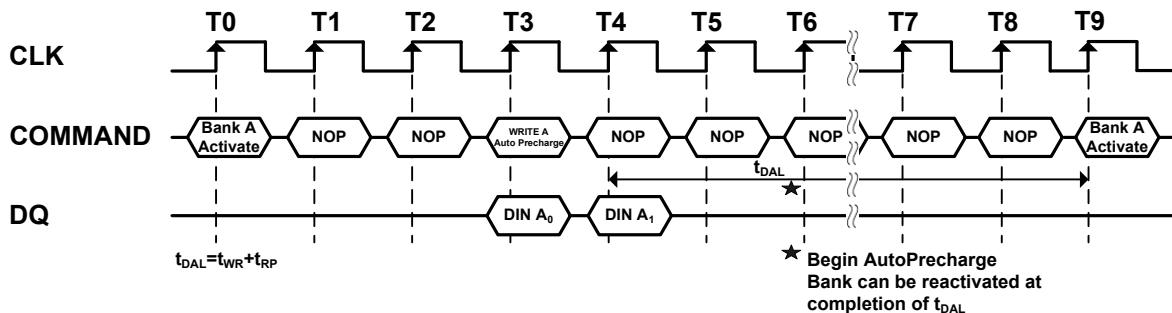 T0 T1 T2 T3 T4 T5 T6 T7 T8 T9
CLK
COMMAND
Bank A
Activate
NOP
NOP
WRITE A
Auto Precharge
NOP
NOP
NOP
NOP
NOP
Bank A
Activate
tDAL
DQ
DIN A0
DIN A1
tDAL=tWR+tRP
Begin AutoPrecharge
Bank can be reactivated at
completion of tDAL